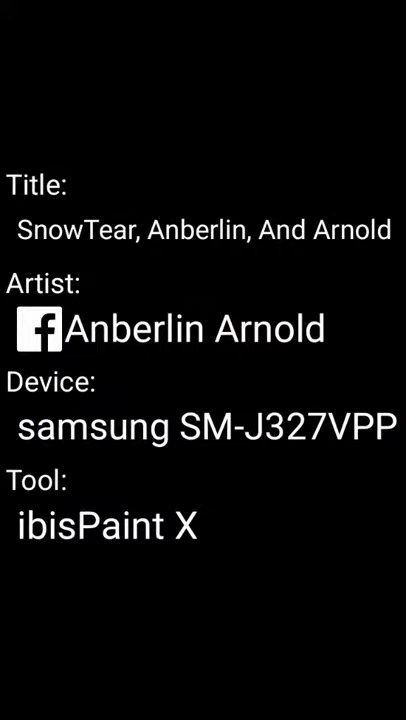 Title:
SnowTear, Anberlin, And Arnold
Artist:
Anberlin Arnold
Device:
samsung SM-J327VPP
Tool:
ibisPaint X